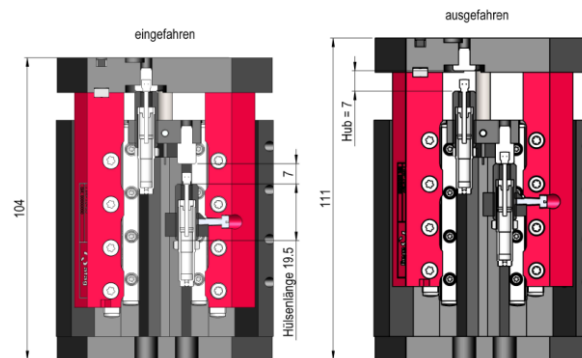 eingefahren
104
7
Hülsenlänge 19.5
ausgefahren
111
Hub = 7